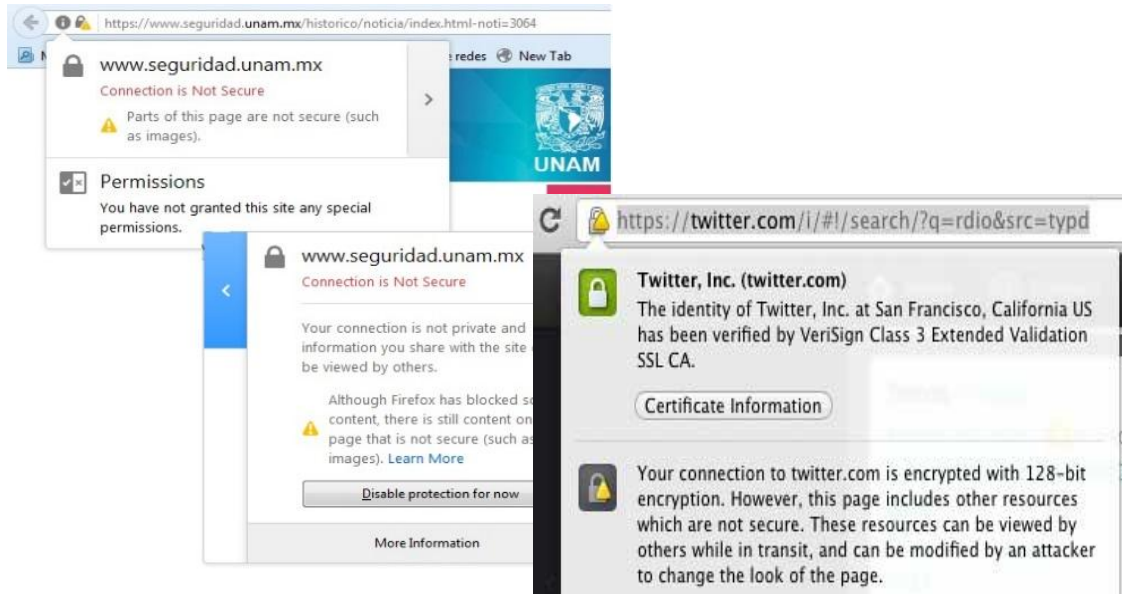 https://www.seguridad.unam.mx/historico/noticia/index.html-noti=3064
redes New Tab
www.seguridad.unam.mx
Connection is Not Secure
Parts of this page are not secure (such
as images).
Permissions
You have not granted this site any special
permissions.
UNAM
www.seguridad.unam.mx
Connection is Not Secure
Your connection is not private and
information you share with the site
be viewed by others.
Although Firefox has blocked
content, there is still content on
page that is not secure (such as
images). Learn More
Disable protection for now
More Information
https://twitter.com/i/#!/search/?q=rdio&src=typd
Twitter, Inc. (twitter.com)
The identity of Twitter, Inc. at San Francisco, California US
has been verified by VeriSign Class 3 Extended Validation
SSL CA.
Certificate Information
Your connection to twitter.com is encrypted with 128-bit
encryption. However, this page includes other resources
which are not secure. These resources can be viewed by
others while in transit, and can be modified by an attacker
to change the look of the page.